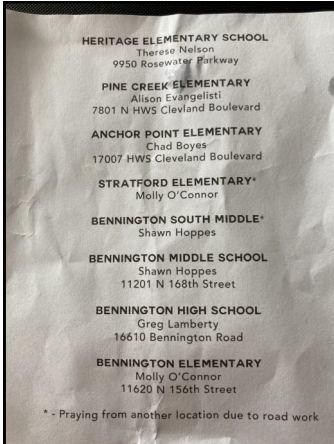 HERITAGE ELEMENTARY SCHOOL
Therese Nelson
9950 Rosewater Parkway
PINE CREEK ELEMENTARY
Alison Evangelisti
7801 N HWS Clevland Boulevard
ANCHOR POINT ELEMENTARY
Chad Boyes
17007 HWS Cleveland Boulevard
STRATFORD ELEMENTARY*
Molly O'Connor
BENNINGTON SOUTH MIDDLE*
Shawn Hoppes
BENNINGTON MIDDLE SCHOOL
Shawn Hoppes
11201 N 168th Street
BENNINGTON HIGH SCHOOL
Greg Lamberty
16610 Bennington Road
BENNINGTON ELEMENTARY
Molly O'Connor
11620 N 156th Street
* - Praying from another location due to road work